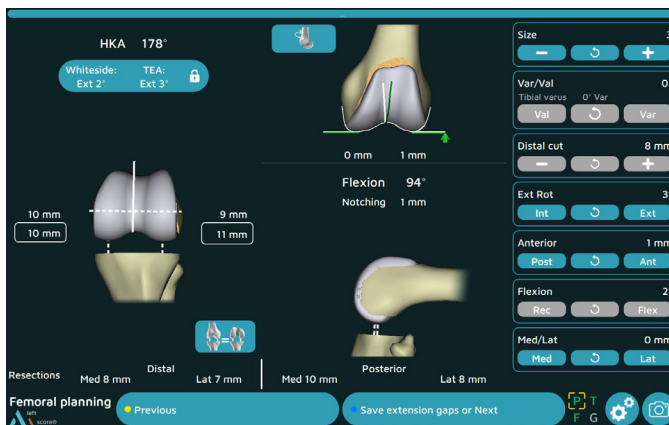 HKA 178°
Whiteside: TEA:
Ext 2° Ext 3°
0 mm 1 mm
Flexion 94°
Notching 1 mm
10 mm 9 mm
10 mm 11 mm
Distal Posterior
Resections Med 8 mm Lat 7 mm Med 10 mm Lat 8 mm
Femoral planning
left
score®
Previous
Save extension gaps or Next
P T
F G
Size
Var/Val 0
Tibial varus 0° Var
Val Var
Distal cut 8 mm
Ext Rot 3
Int Ext
Anterior 1 mm
Post Ant
Flexion 2
Rec Flex
Med/Lat 0 mm
Med Lat